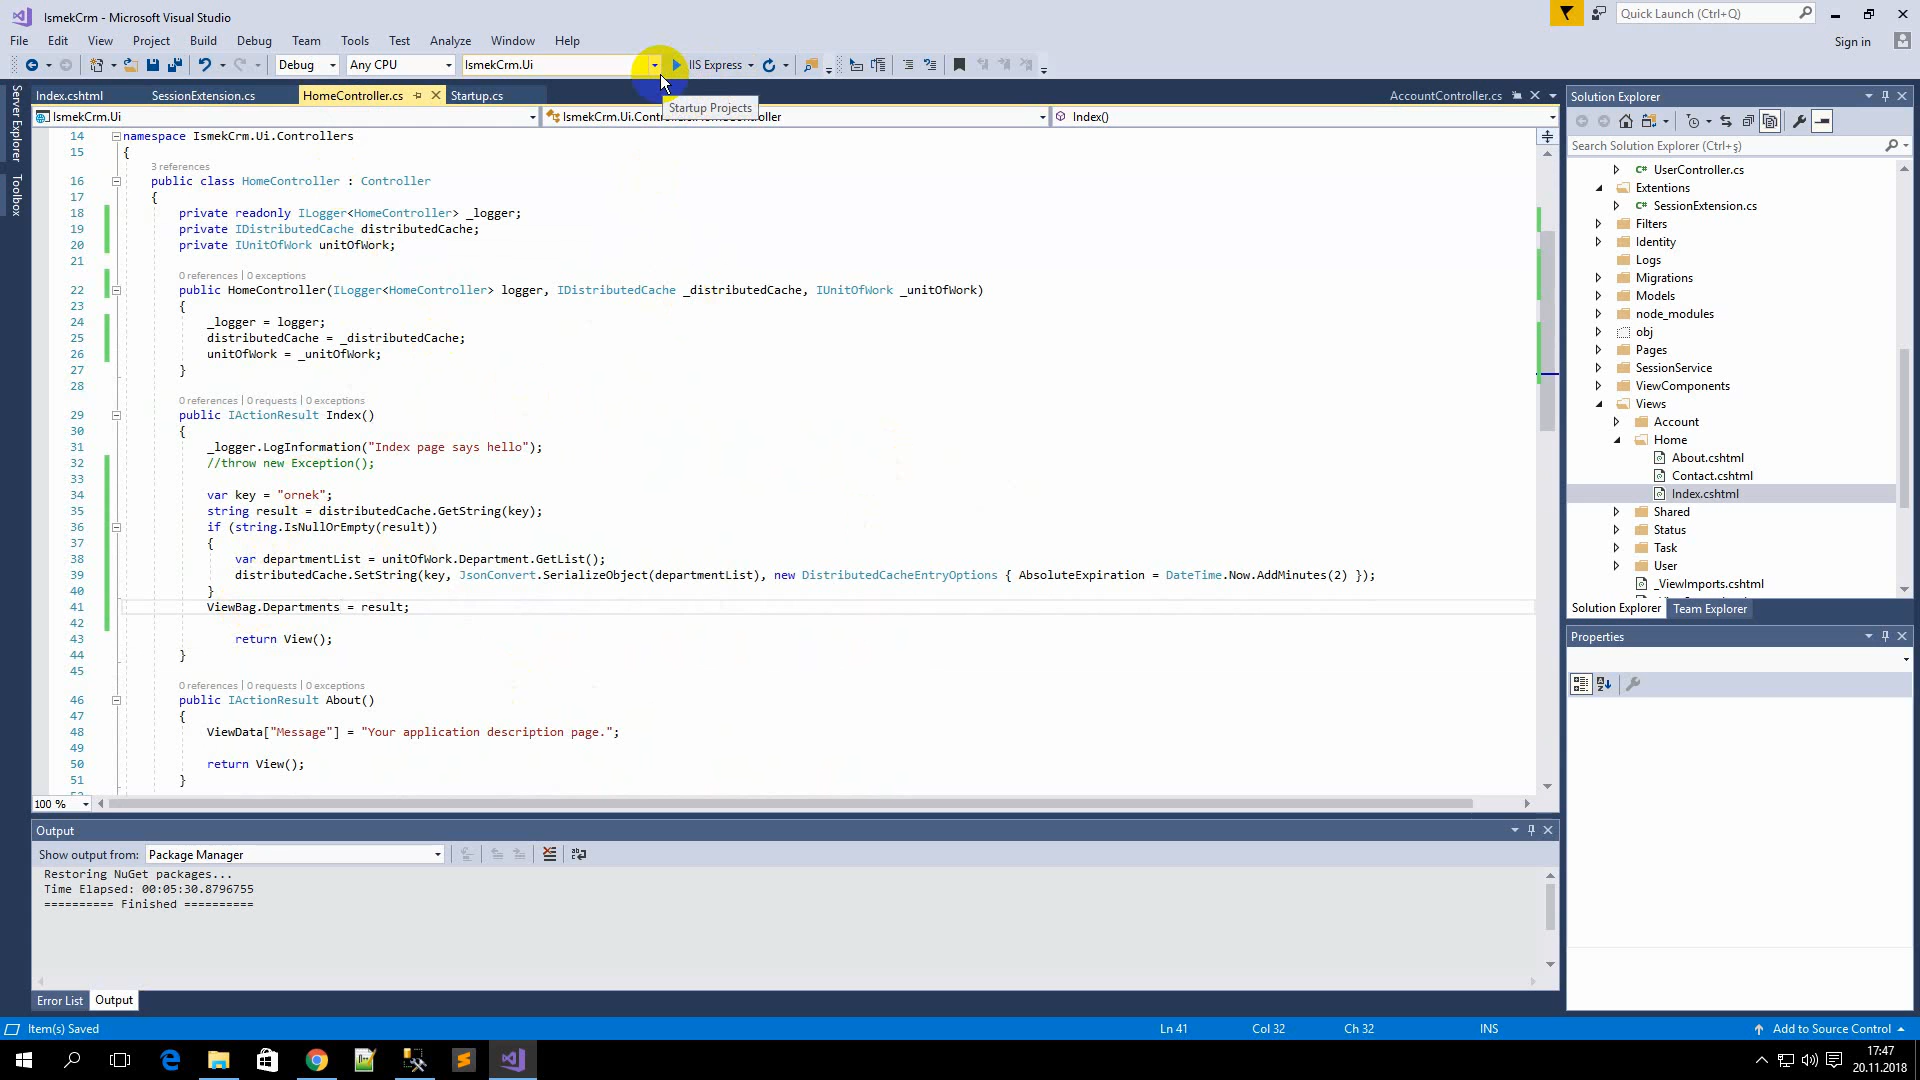 IsmekCrm - Microsoft Visual Studio
Quick Launch (Ctrl+Q)
File Edit View Project Build Debug Team Tools Test Analyze Window Help
Sign in
Debug Any CPU IsmekCrm.Ui IIS Express
Startup Projects
Index.cshtml SessionExtension.cs HomeController.cs Startup.cs AccountController.cs
IsmekCrm.Ui Index()
Server Explorer
Toolbox
14 namespace IsmekCrm.Ui.Controllers
15 {
3 references
16 public class HomeController : Controller
17 {
18 private readonly ILogger<HomeController> _logger;
19 private IDistributedCache distributedCache;
20 private IUnitOfWork unitOfWork;
21
0 references | 0 exceptions
22 public HomeController(ILogger<HomeController> logger, IDistributedCache _distributedCache, IUnitOfWork _unitOfWork)
23 {
24 _logger = logger;
25 distributedCache = _distributedCache;
26 unitOfWork = _unitOfWork;
27 }
28
0 references | 0 requests | 0 exceptions
29 public IActionResult Index()
30 {
31 _logger.LogInformation("Index page says hello");
32 //throw new Exception();
33
34 var key = "ornek";
35 string result = distributedCache.GetString(key);
36 if (string.IsNullOrEmpty(result))
37 {
38 var departmentList = unitOfWork.Department.GetList();
39 distributedCache.SetString(key, JsonConvert.SerializeObject(departmentList), new DistributedCacheEntryOptions { AbsoluteExpiration = DateTime.Now.AddMinutes(2) });
40 }
41 ViewBag.Departments = result;
42
43 return View();
44 }
45
0 references | 0 requests | 0 exceptions
46 public IActionResult About()
47 {
48 ViewData["Message"] = "Your application description page.";
49
50 return View();
51 }
100 %
Solution Explorer
Search Solution Explorer (Ctrl+ş)
UserController.cs
Extentions
SessionExtension.cs
Filters
Identity
Logs
Migrations
Models
node_modules
obj
Pages
SessionService
ViewComponents
Views
Account
Home
About.cshtml
Contact.cshtml
Index.cshtml
Shared
Status
Task
User
_ViewImports.cshtml
Solution Explorer Team Explorer
Properties
Output
Show output from: Package Manager
Restoring NuGet packages...
Time Elapsed: 00:05:30.8796755
========== Finished ==========
Error List Output
Item(s) Saved Ln 41 Col 32 Ch 32 INS Add to Source Control
17:47
20.11.2018